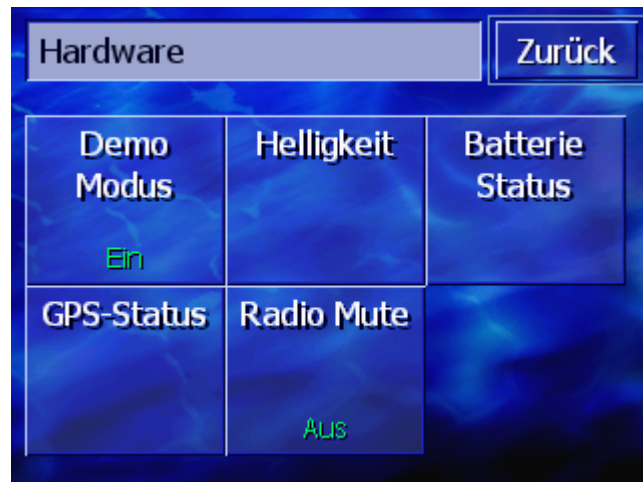 Hardware
Zurück
Demo
Modus
Ein
Helligkeit
Batterie
Status
GPS-Status
Radio Mute
Aus